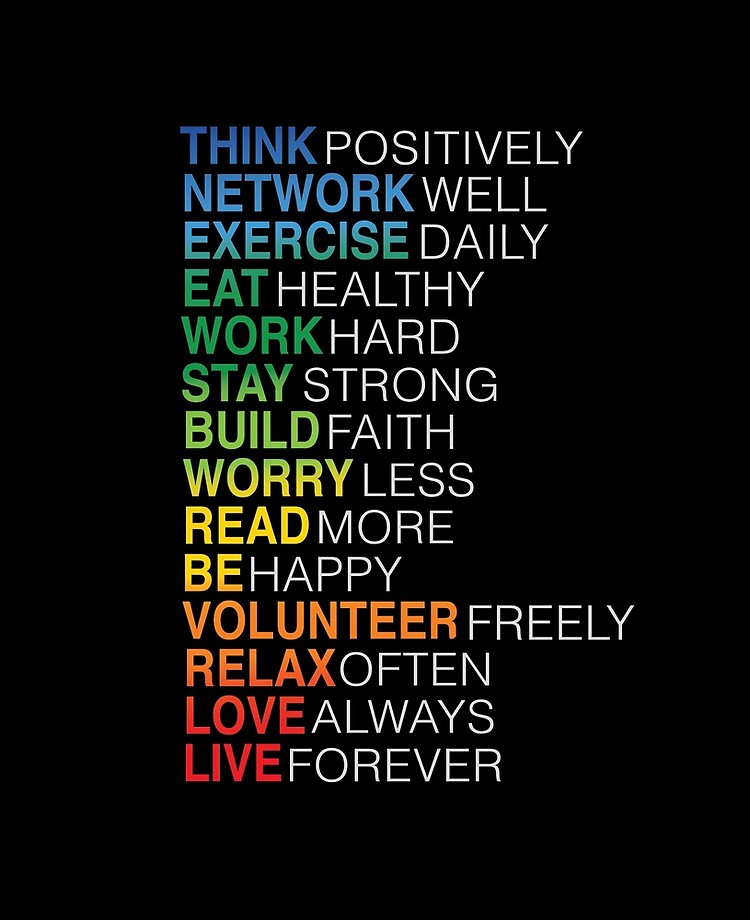 THINK POSITIVELY
NETWORK WELL
EXERCISE DAILY
EAT HEALTHY
WORK HARD
STAY STRONG
BUILD FAITH
WORRY LESS
READ MORE
BE HAPPY
VOLUNTEER FREELY
RELAX OFTEN
LOVE ALWAYS
LIVE FOREVER